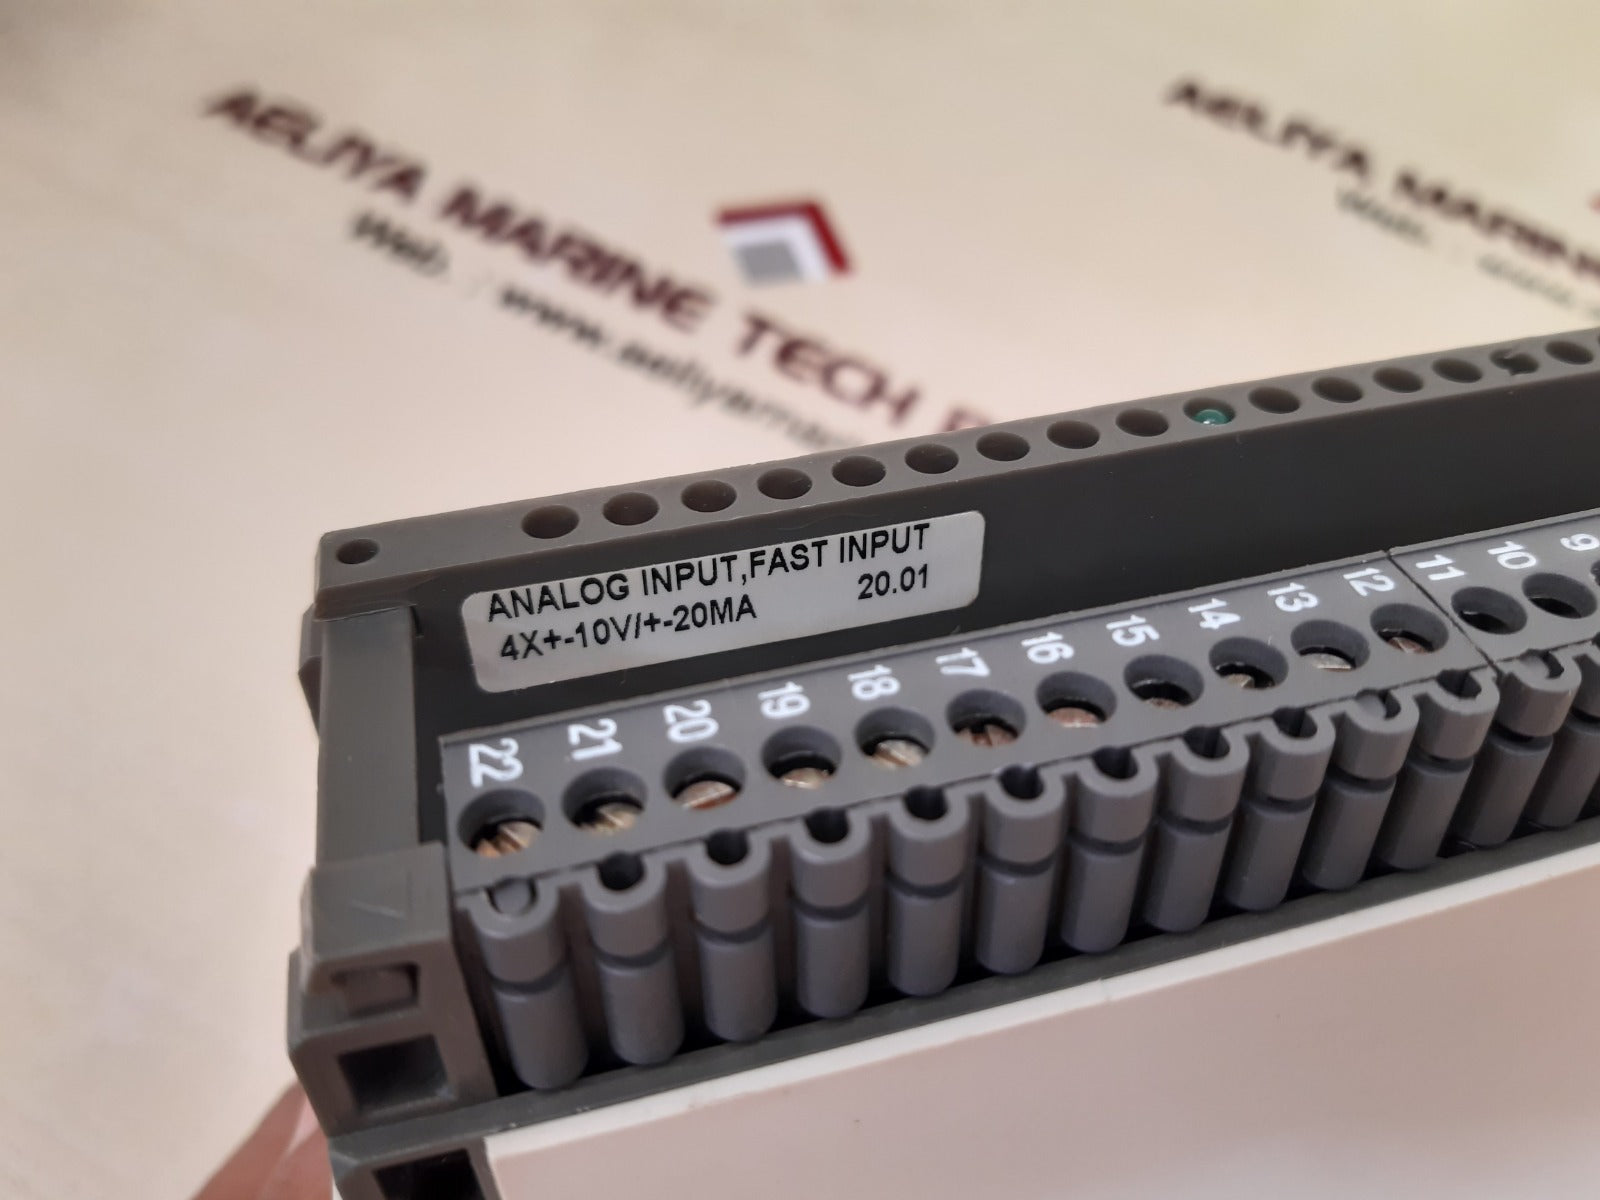 AELIYA MARINE TECH
Web. : www.aeliyamar
AELIYA MARIN
Web. :
ANALOG INPUT,FAST INPUT
4X+-10V/+-20MA 20.01
22 21 20 19 18 17 16 15 14 13 12 11 10 9